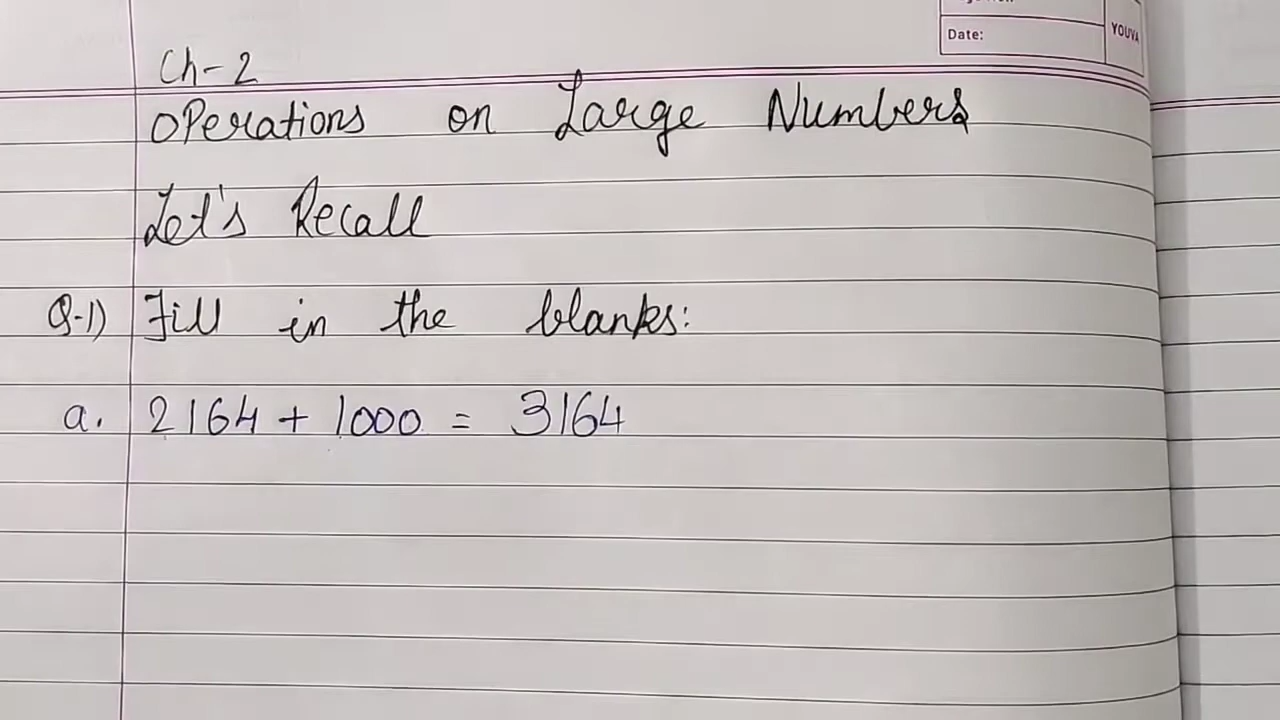 Date:
YOUVA
Ch-2
Operations on Large Numbers
Let's Recall
Q-1) Fill in the blanks:
a. 2164 + 1000 = 3164